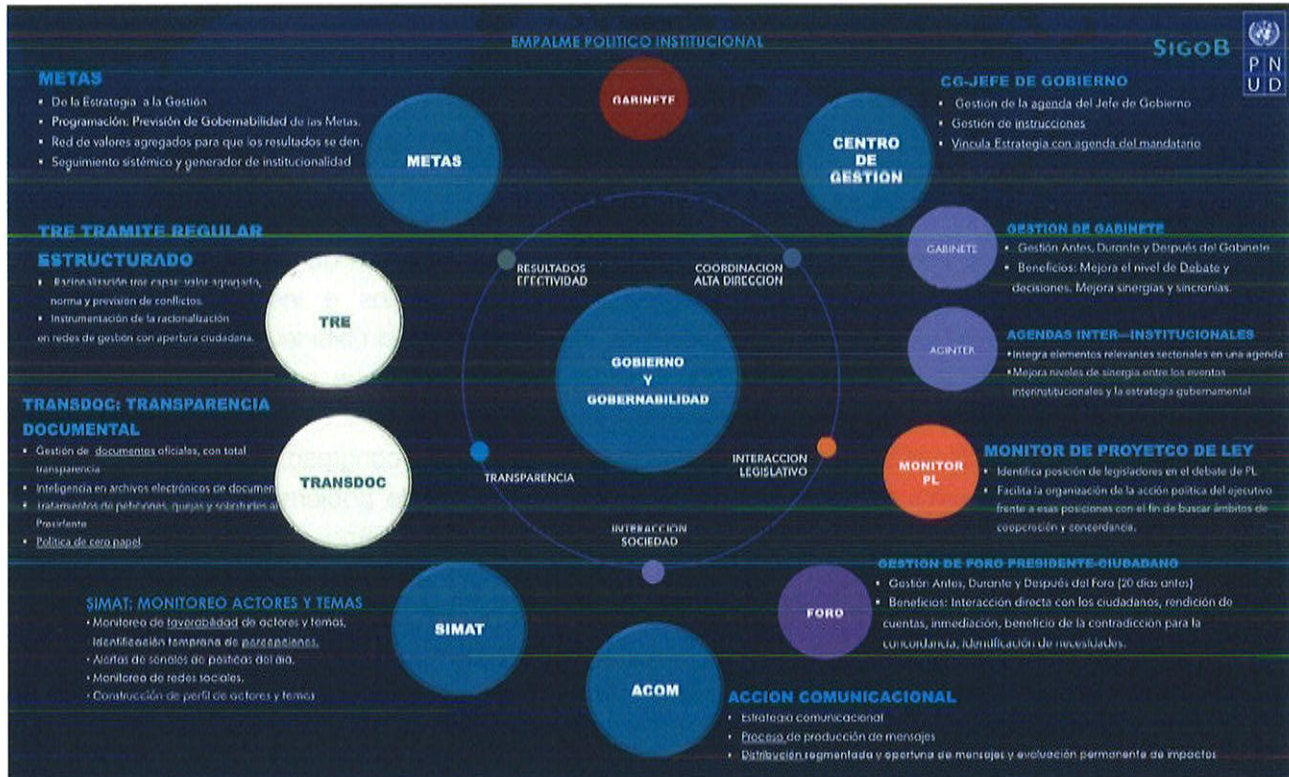 EMPALME POLITICO INSTITUCIONAL
SIGOB
P N
U D
METAS
▪ De la Estrategia a la Gestión
▪ Programación: Previsión de Gobernabilidad de las Metas.
▪ Red de valores agregados para que los resultados se den.
▪ Seguimiento sistémico y generador de institucionalidad
METAS
GABINETE
CENTRO
DE
GESTION
CG-JEFE DE GOBIERNO
▪ Gestión de la agenda del Jefe de Gobierno
▪ Gestión de instrucciones
▪ Vincula Estrategia con agenda del mandatario
TRE TRAMITE REGULAR
ESTRUCTURADO
▪ Racionalización tres capas: valor agregado,
norma y prevision de conflictos.
▪ Instrumentación de la racionalización
en redes de gestión con apertura ciudadana.
TRE
RESULTADOS
EFECTIVIDAD
COORDINACION
ALTA DIRECCION
GABINETE
GESTION DE GABINETE
▪ Gestión Antes, Durante y Después del Gabinete
▪ Beneficios: Mejora el nivel de Debate y
decisiones. Mejora sinergias y sincronías.
GOBIERNO
Y
GOBERNABILIDAD
AGINTER
AGENDAS INTER—INSTITUCIONALES
▪ Integra elementos relevantes sectoriales en una agenda
▪ Mejora niveles de sinergia entre los eventos
interinstitucionales y la estrategia gubernamental
TRANSDOC: TRANSPARENCIA
DOCUMENTAL
▪ Gestión de documentos oficiales, con total
transparencia
▪ Inteligencia en archivos electrónicos de documen
▪ Tratamientos de peticiones, quejas y solicitudes al
Presidente
▪ Política de cero papel.
TRANSDOC
TRANSPARENCIA
INTERACCION
LEGISLATIVO
INTERACCION
SOCIEDAD
MONITOR
PL
MONITOR DE PROYETCO DE LEY
▪ Identifica posición de legisladores en el debate de PL.
▪ Facilita la organización de la acción política del ejecutivo
frente a esas posiciones con el fin de buscar ámbitos de
cooperación y concordancia.
SIMAT: MONITOREO ACTORES Y TEMAS
• Monitoreo de favorabilidad de actores y temas,
Identificación temprana de percepciones.
• Alertas de señales de políticas del día.
• Monitoreo de redes sociales.
• Construcción de perfil de actores y temas
SIMAT
FORO
GESTION DE FORO PRESIDENTE-CIUDADANO
▪ Gestión Antes, Durante y Después del Foro (20 días antes)
▪ Beneficios: Interacción directa con los ciudadanos, rendición de
cuentas, inmediación, beneficio de la contradicción para la
concordancia, identificación de necesidades.
ACOM
ACCION COMUNICACIONAL
▪ Estrategia comunicacional
▪ Proceso de producción de mensajes
▪ Distribución segmentada y oportuna de mensajes y evaluación permanente de impactos